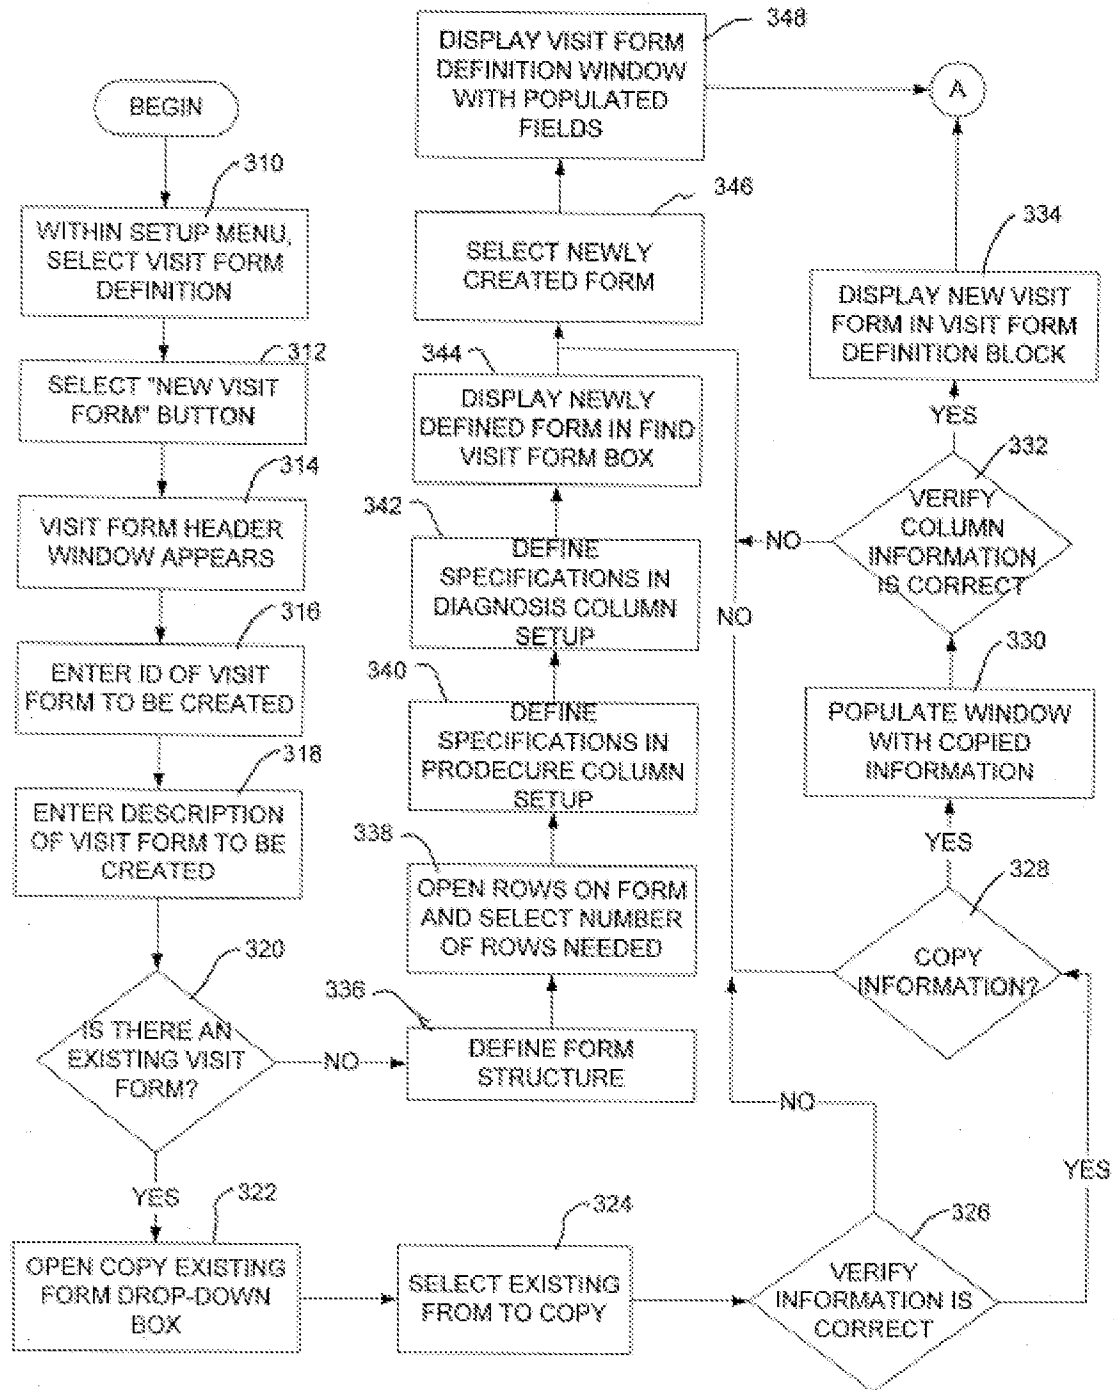 BEGIN
310
WITHIN SETUP MENU,
SELECT VISIT FORM
DEFINITION
312
SELECT "NEW VISIT
FORM" BUTTON
314
VISIT FORM HEADER
WINDOW APPEARS
316
ENTER ID OF VISIT
FORM TO BE CREATED
318
ENTER DESCRIPTION
OF VISIT FORM TO BE
CREATED
320
IS THERE AN
EXISTING VISIT
FORM?
NO
YES
322
OPEN COPY EXISTING
FORM DROP-DOWN
BOX
324
SELECT EXISTING
FROM TO COPY
326
VERIFY
INFORMATION IS
CORRECT
NO
YES
328
COPY
INFORMATION?
NO
YES
330
POPULATE WINDOW
WITH COPIED
INFORMATION
332
VERIFY
COLUMN
INFORMATION
IS CORRECT
NO
YES
334
DISPLAY NEW VISIT
FORM IN VISIT FORM
DEFINITION BLOCK
336
DEFINE FORM
STRUCTURE
338
OPEN ROWS ON FORM
AND SELECT NUMBER
OF ROWS NEEDED
340
DEFINE
SPECIFICATIONS IN
PRODECURE COLUMN
SETUP
342
DEFINE
SPECIFICATIONS IN
DIAGNOSIS COLUMN
SETUP
344
DISPLAY NEWLY
DEFINED FORM IN FIND
VISIT FORM BOX
346
SELECT NEWLY
CREATED FORM
348
DISPLAY VISIT FORM
DEFINITION WINDOW
WITH POPULATED
FIELDS
A